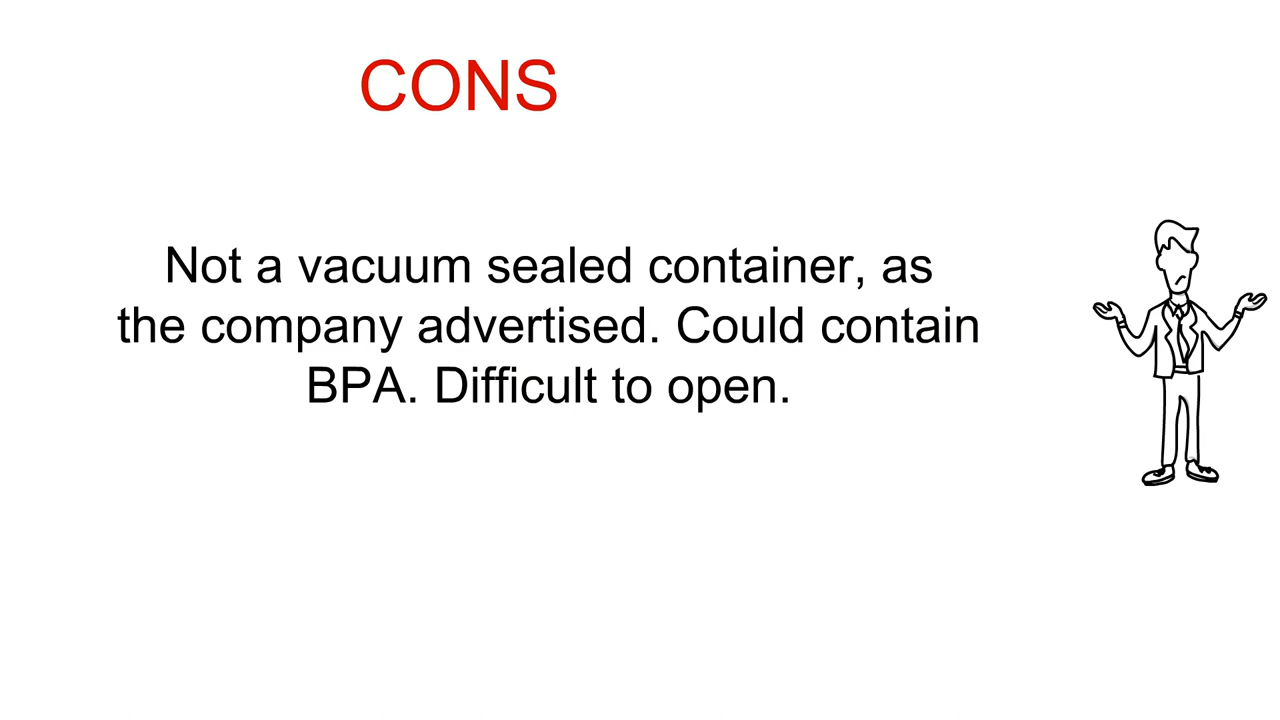 CONS
Not a vacuum sealed container, as
the company advertised. Could contain
BPA. Difficult to open.